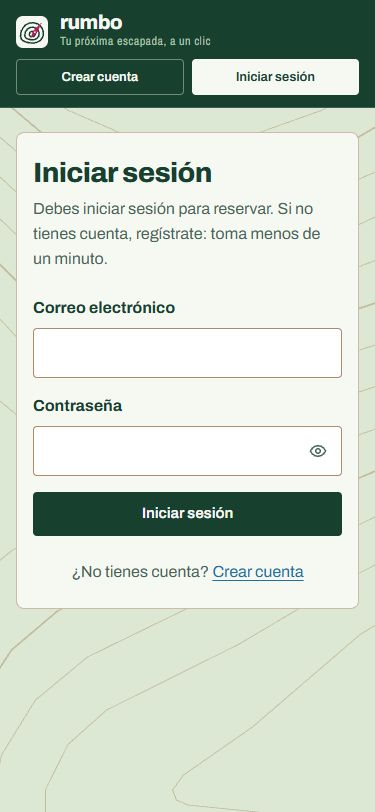 rumbo
Tu próxima escapada, a un clic
Crear cuenta
Iniciar sesión
Iniciar sesión
Debes iniciar sesión para reservar. Si no
tienes cuenta, regístrate: toma menos de
un minuto.
Correo electrónico
Contraseña
Iniciar sesión
¿No tienes cuenta? Crear cuenta